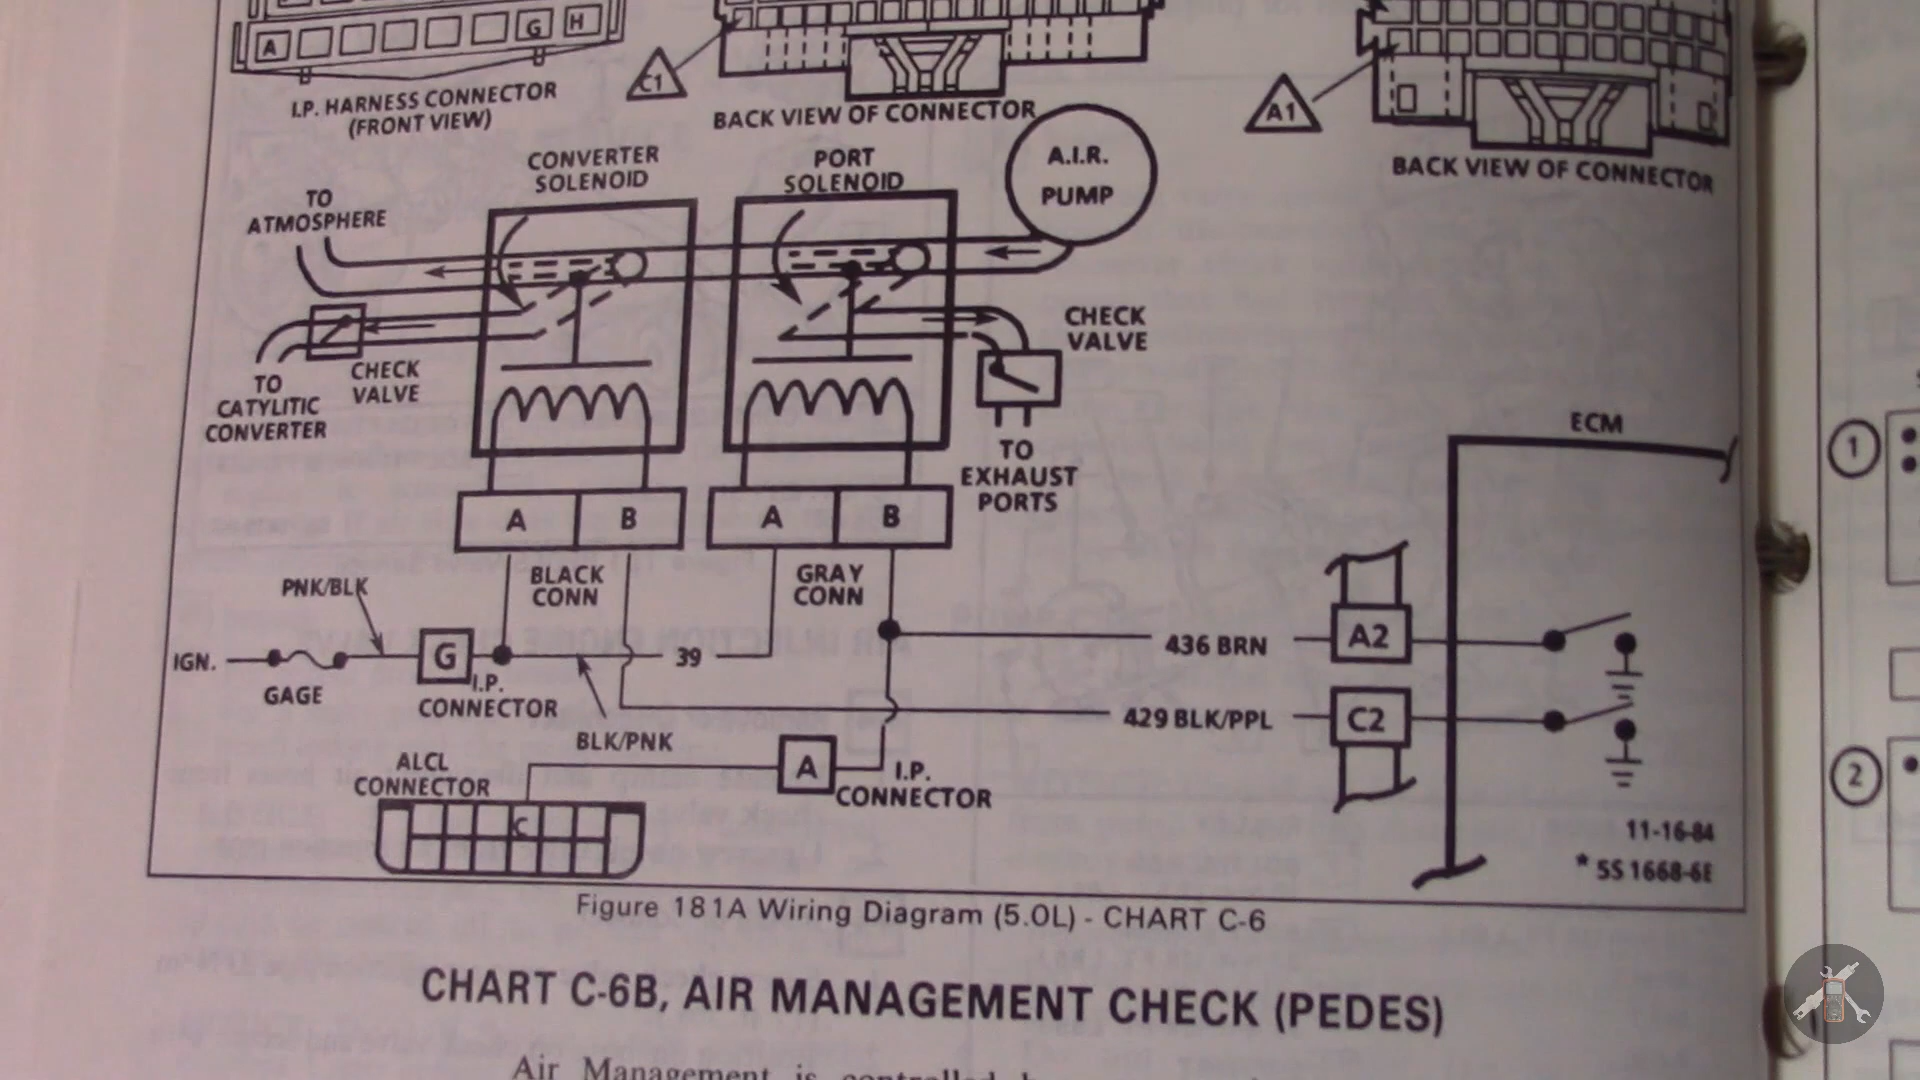 A
G
H
I.P. HARNESS CONNECTOR
(FRONT VIEW)
C1
BACK VIEW OF CONNECTOR
A1
BACK VIEW OF CONNECTOR
CONVERTER
SOLENOID
PORT
SOLENOID
A.I.R.
PUMP
TO
ATMOSPHERE
CHECK
VALVE
TO
CATYLITIC
CONVERTER
CHECK
VALVE
TO
EXHAUST
PORTS
ECM
A
B
A
B
BLACK
CONN
GRAY
CONN
PNK/BLK
IGN.
GAGE
G
I.P.
CONNECTOR
39
BLK/PNK
436 BRN
A2
429 BLK/PPL
C2
ALCL
CONNECTOR
A
I.P.
CONNECTOR
C
11-16-84
* 5S 1668-6E
Figure 181A Wiring Diagram (5.0L) - CHART C-6
CHART C-6B, AIR MANAGEMENT CHECK (PEDES)
Air Management is controlled
1
2